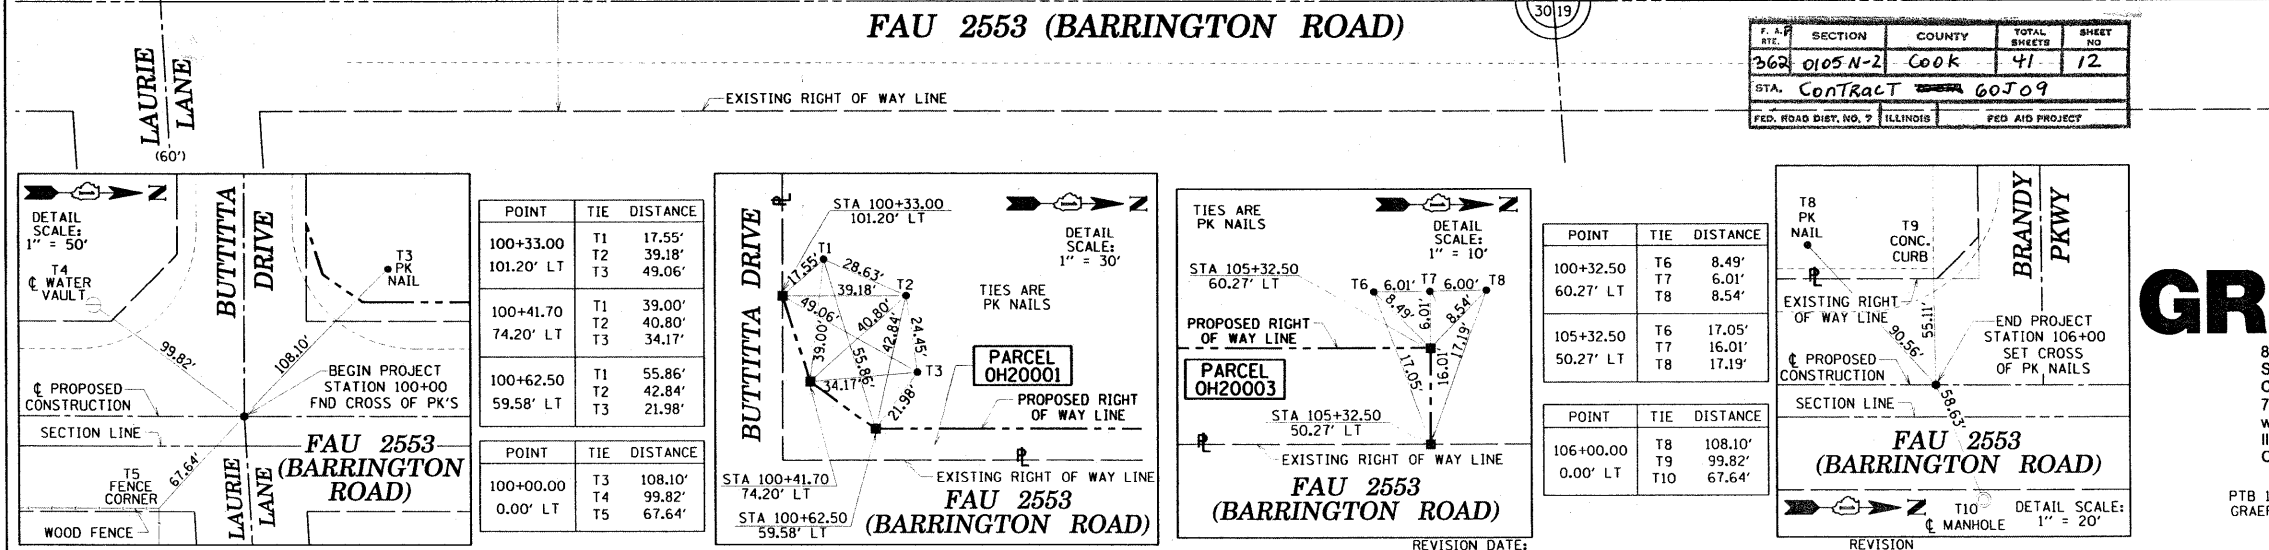 FAU 2553 (BARRINGTON ROAD)
30 19
LAURIE
LANE
(60')
EXISTING RIGHT OF WAY LINE
F. A.P RTE. SECTION COUNTY TOTAL SHEETS SHEET NO
362 0105 N-2 COOK 41 12
STA. CONTRACT 60J09
FED. ROAD DIST. NO. 7 ILLINOIS FED AID PROJECT
N
DETAIL
SCALE:
1" = 50'
BUTTITTA
DRIVE
T4
℄ WATER
VAULT
T3
PK
NAIL
99.82'
108.10'
℄ PROPOSED
CONSTRUCTION
BEGIN PROJECT
STATION 100+00
FND CROSS OF PK'S
SECTION LINE
FAU 2553
(BARRINGTON
ROAD)
67.64'
T5
FENCE
CORNER
WOOD FENCE
LAURIE
LANE
POINT TIE DISTANCE
100+33.00
101.20' LT
T1 17.55'
T2 39.18'
T3 49.06'
100+41.70
74.20' LT
T1 39.00'
T2 40.80'
T3 34.17'
100+62.50
59.58' LT
T1 55.86'
T2 42.84'
T3 21.98'
POINT TIE DISTANCE
100+00.00
0.00' LT
T3 108.10'
T4 99.82'
T5 67.64'
BUTTITTA DRIVE
PL
STA 100+33.00
101.20' LT
N
DETAIL
SCALE:
1" = 30'
TIES ARE
PK NAILS
T1
17.55'
28.63'
T2
39.18'
49.06'
40.80'
39.00'
55.86'
42.84'
24.45'
T3
34.17'
21.98'
PARCEL
0H20001
PROPOSED RIGHT
OF WAY LINE
PL
EXISTING RIGHT OF WAY LINE
STA 100+41.70
74.20' LT
STA 100+62.50
59.58' LT
FAU 2553
(BARRINGTON ROAD)
TIES ARE
PK NAILS
N
DETAIL
SCALE:
1" = 10'
STA 105+32.50
60.27' LT
T6 6.01' T7 6.00' T8
8.49'
6.01'
8.54'
PROPOSED RIGHT
OF WAY LINE
PARCEL
0H20003
17.05'
16.01'
17.19'
STA 105+32.50
50.27' LT
PL
EXISTING RIGHT OF WAY LINE
FAU 2553
(BARRINGTON ROAD)
REVISION DATE:
POINT TIE DISTANCE
100+32.50
60.27' LT
T6 8.49'
T7 6.01'
T8 8.54'
105+32.50
50.27' LT
T6 17.05'
T7 16.01'
T8 17.19'
POINT TIE DISTANCE
106+00.00
0.00' LT
T8 108.10'
T9 99.82'
T10 67.64'
T8
PK
NAIL
T9
CONC.
CURB
BRANDY
PKWY
PL
EXISTING RIGHT
OF WAY LINE
90.56'
55.11'
END PROJECT
STATION 106+00
SET CROSS
OF PK NAILS
℄ PROPOSED
CONSTRUCTION
SECTION LINE
58.63'
FAU 2553
(BARRINGTON ROAD)
N
T10
℄ MANHOLE
DETAIL SCALE:
1" = 20'
REVISION
GR
8
S
C
7
w
Il
C
PTB 1
GRAEF